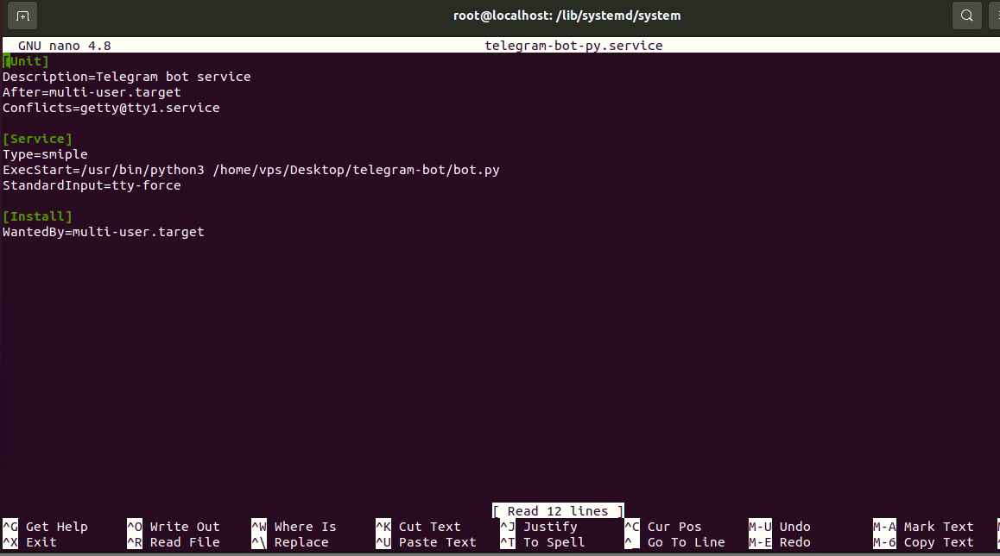 root@localhost: /lib/systemd/system
GNU nano 4.8 telegram-bot-py.service
[Unit]
Description=Telegram bot service
After=multi-user.target
Conflicts=getty@tty1.service
[Service]
Type=smiple
ExecStart=/usr/bin/python3 /home/vps/Desktop/telegram-bot/bot.py
StandardInput=tty-force
[Install]
WantedBy=multi-user.target
[ Read 12 lines ]
^G Get Help ^O Write Out ^W Where Is ^K Cut Text ^J Justify ^C Cur Pos M-U Undo M-A Mark Text
^X Exit ^R Read File ^\ Replace ^U Paste Text ^T To Spell ^_ Go To Line M-E Redo M-6 Copy Text